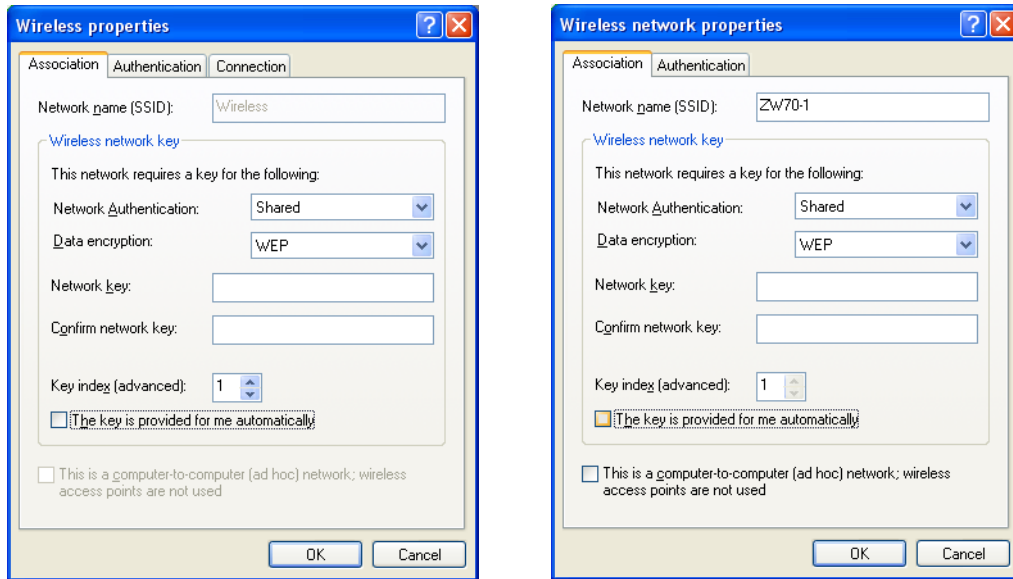 Wireless properties
?
Association Authentication Connection
Network name (SSID): Wireless
Wireless network key
This network requires a key for the following:
Network Authentication: Shared
Data encryption: WEP
Network key:
Confirm network key:
Key index (advanced): 1
The key is provided for me automatically
This is a computer-to-computer (ad hoc) network; wireless
access points are not used
OK Cancel
Wireless network properties
?
Association Authentication
Network name (SSID): ZW70-1
Wireless network key
This network requires a key for the following:
Network Authentication: Shared
Data encryption: WEP
Network key:
Confirm network key:
Key index (advanced): 1
The key is provided for me automatically
This is a computer-to-computer (ad hoc) network; wireless
access points are not used
OK Cancel